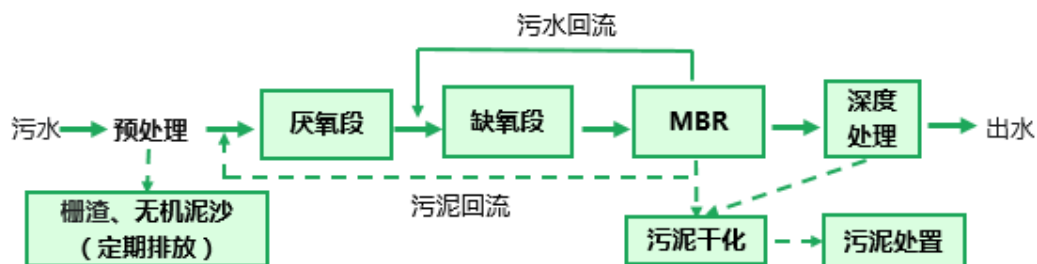 污水回流
污水
预处理
厌氧段
缺氧段
MBR
深度
处理
出水
污泥回流
栅渣、无机泥沙
（定期排放）
污泥干化
污泥处置